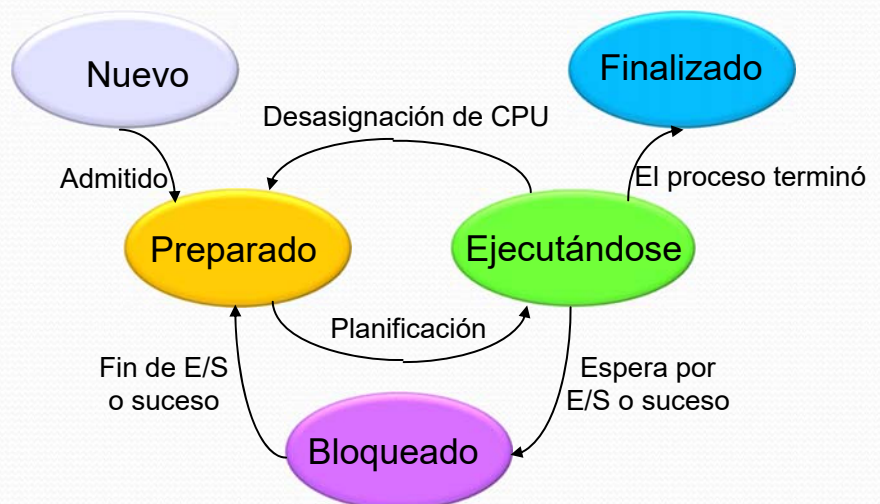 Nuevo
Finalizado
Desasignación de CPU
Admitido
El proceso terminó
Preparado
Ejecutándose
Planificación
Fin de E/S
o suceso
Espera por
E/S o suceso
Bloqueado